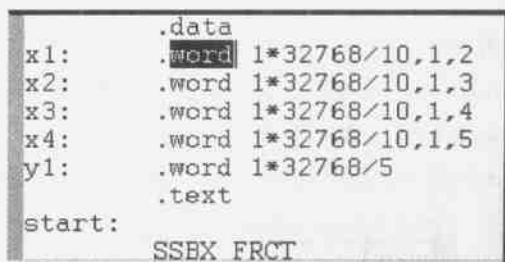 .data
x1: .word 1*32768/10,1,2
x2: .word 1*32768/10,1,3
x3: .word 1*32768/10,1,4
x4: .word 1*32768/10,1,5
y1: .word 1*32768/5
.text
start:
SSBX FRCT